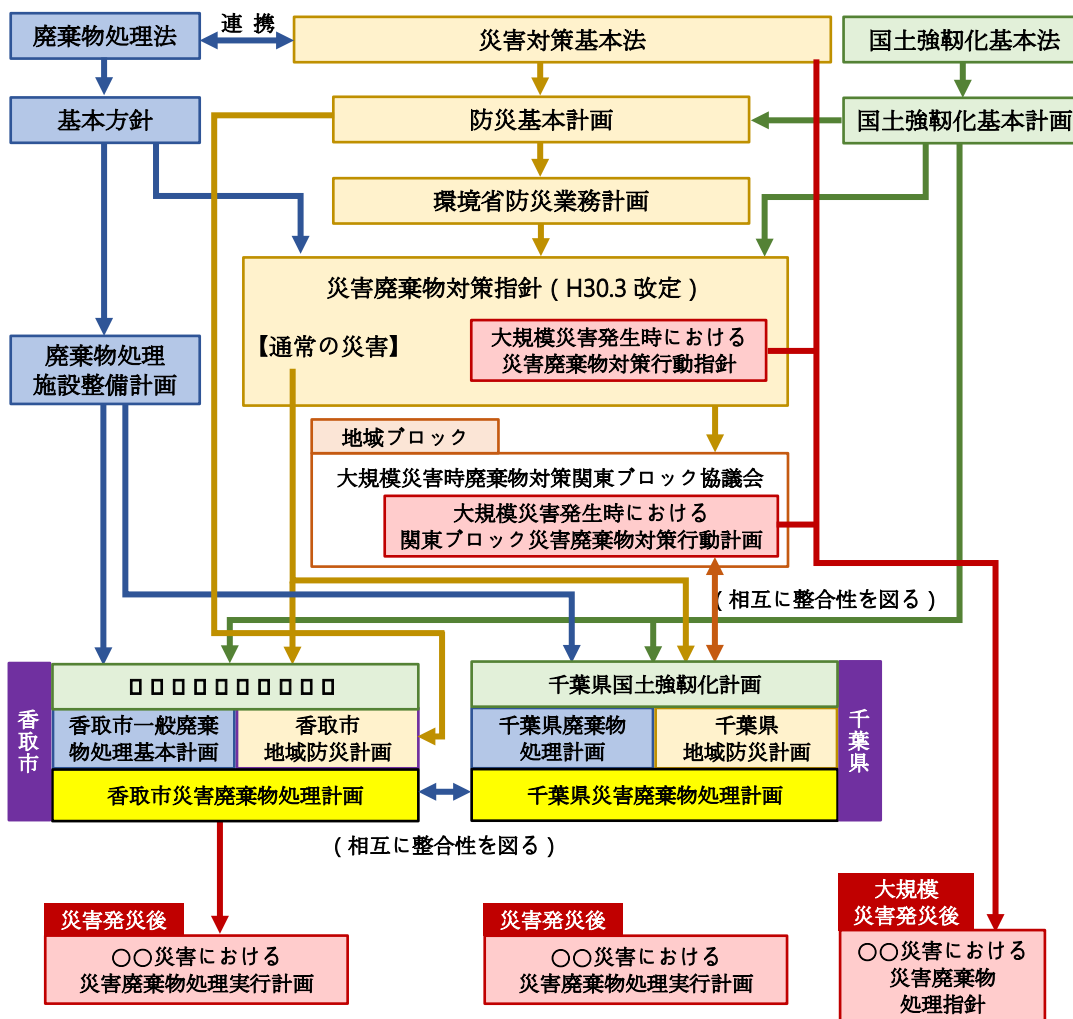 廃棄物処理法
連 携
災害対策基本法
国土強靭化基本法
基本方針
防災基本計画
国土強靭化基本計画
環境省防災業務計画
災害廃棄物対策指針(H30.3 改定)
【通常の災害】
大規模災害発生時における
災害廃棄物対策行動指針
廃棄物処理
施設整備計画
地域ブロック
大規模災害時廃棄物対策関東ブロック協議会
大規模災害発生時における
関東ブロック災害廃棄物対策行動計画
(相互に整合性を図る)
香取市
香取市一般廃棄
物処理基本計画
香取市
地域防災計画
香取市災害廃棄物処理計画
千葉県国土強靭化計画
千葉県廃棄物
処理計画
千葉県
地域防災計画
千葉県災害廃棄物処理計画
千葉県
(相互に整合性を図る)
災害発災後
〇〇災害における
災害廃棄物処理実行計画
災害発災後
〇〇災害における
災害廃棄物処理実行計画
大規模
災害発災後
〇〇災害における
災害廃棄物
処理指針